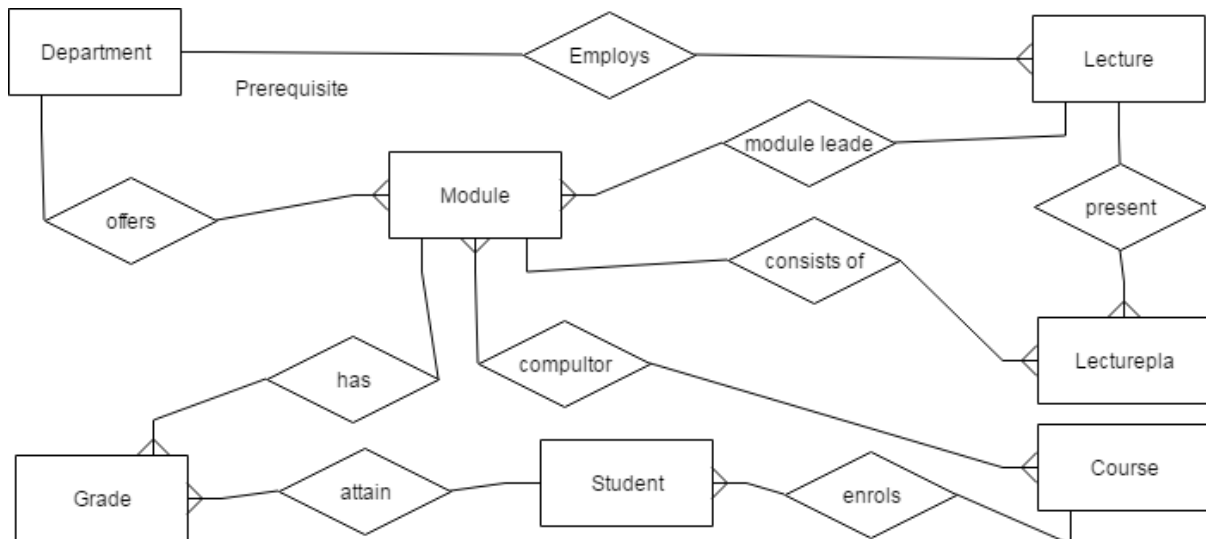 Department
Employs
Lecture
Prerequisite
module leade
Module
present
offers
consists of
compultor
Lecturepla
has
Course
Grade
attain
Student
enrols